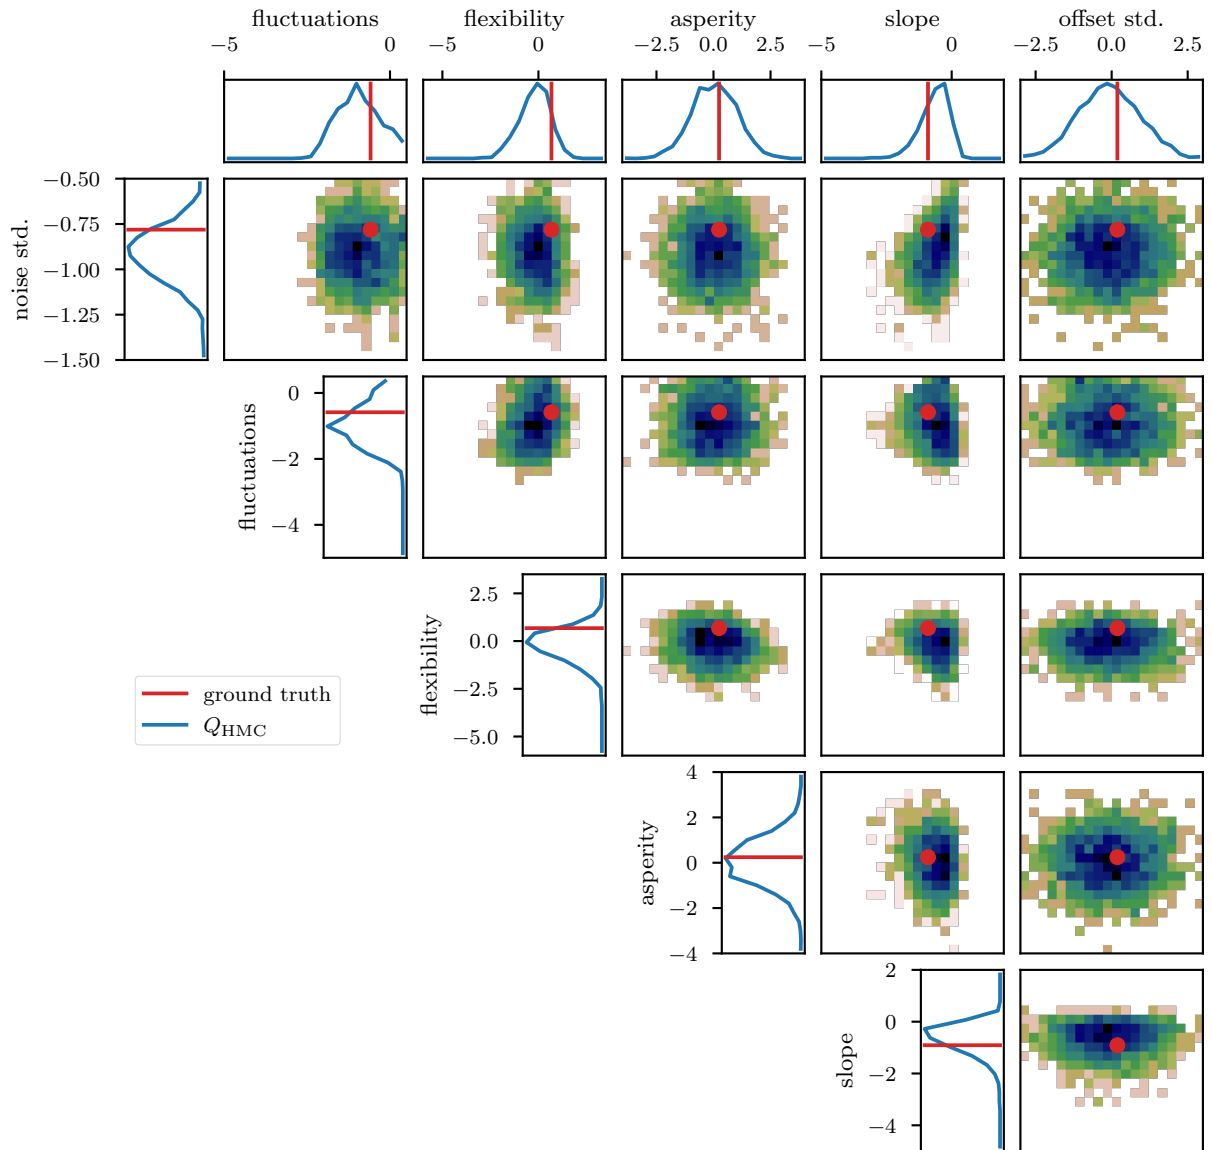 fluctuations flexibility asperity slope offset std.
−5 0 −5 0 −2.5 0.0 2.5 −5 0 −2.5 0.0 2.5
noise std.
−0.50
−0.75
−1.00
−1.25
−1.50
fluctuations
0
−2
−4
flexibility
2.5
0.0
−2.5
−5.0
ground truth
Q_HMC
asperity
4
2
0
−2
−4
slope
2
0
−2
−4